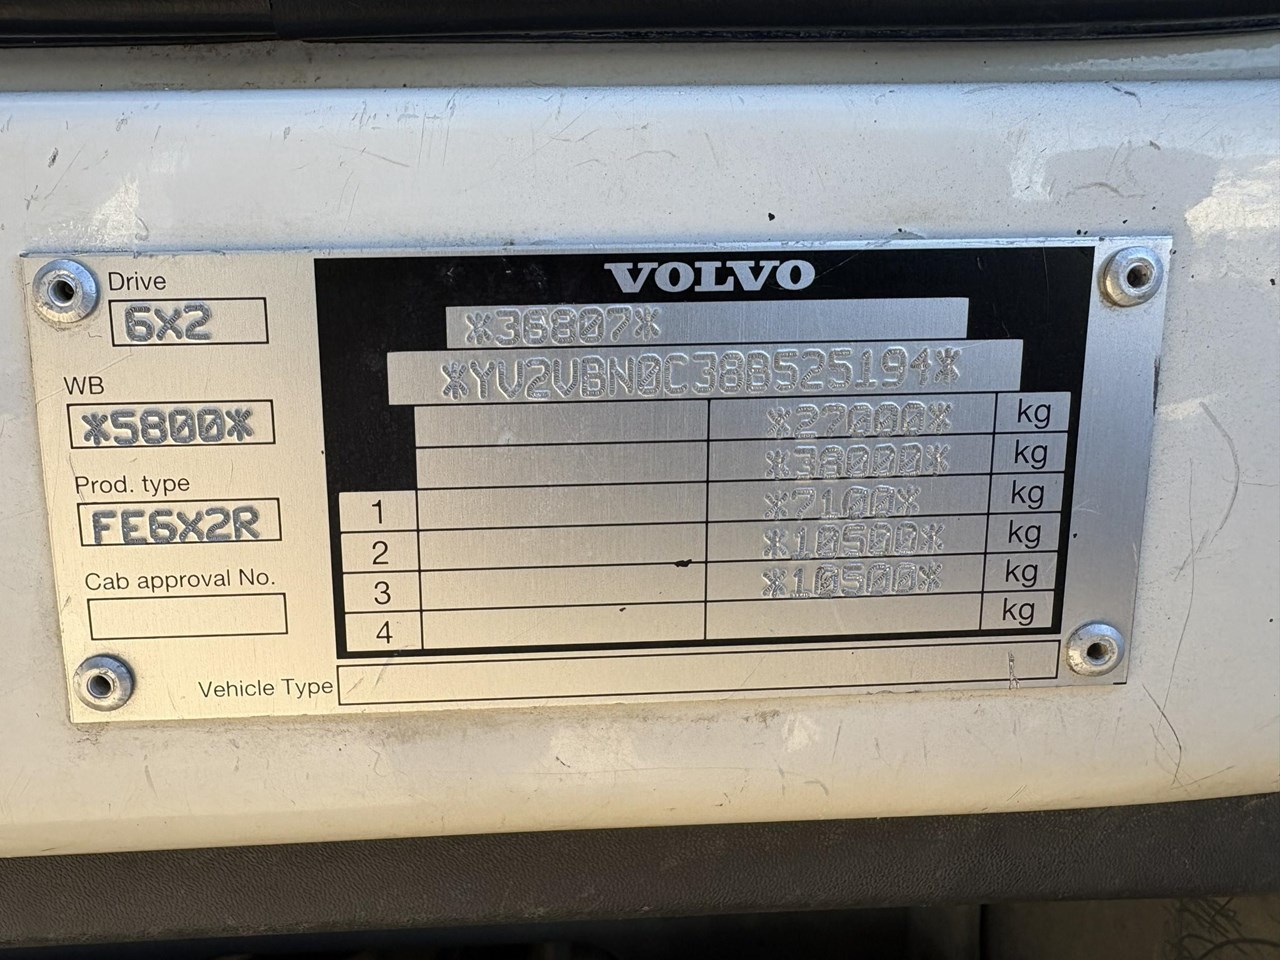 VOLVO
Drive
6X2
*36807*
*YV2VBN0C38B525194*
WB
*5800*
*27000* kg
*38000* kg
Prod. type
FE6X2R
1 *7100* kg
2 *10500* kg
3 *10500* kg
4 kg
Cab approval No.
Vehicle Type